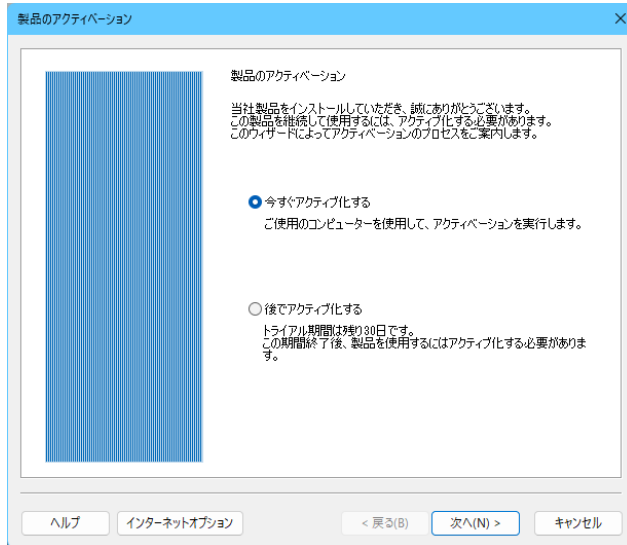 製品のアクティベーション
製品のアクティベーション
当社製品をインストールしていただき、誠にありがとうございます。
この製品を継続して使用するには、アクティブ化する必要があります。
このウィザードによってアクティベーションのプロセスをご案内します。
今すぐアクティブ化する
ご使用のコンピューターを使用して、アクティベーションを実行します。
後でアクティブ化する
トライアル期間は残り30日です。
この期間終了後、製品を使用するにはアクティブ化する必要がありま
す。
ヘルプ インターネットオプション < 戻る(B) 次へ(N) > キャンセル